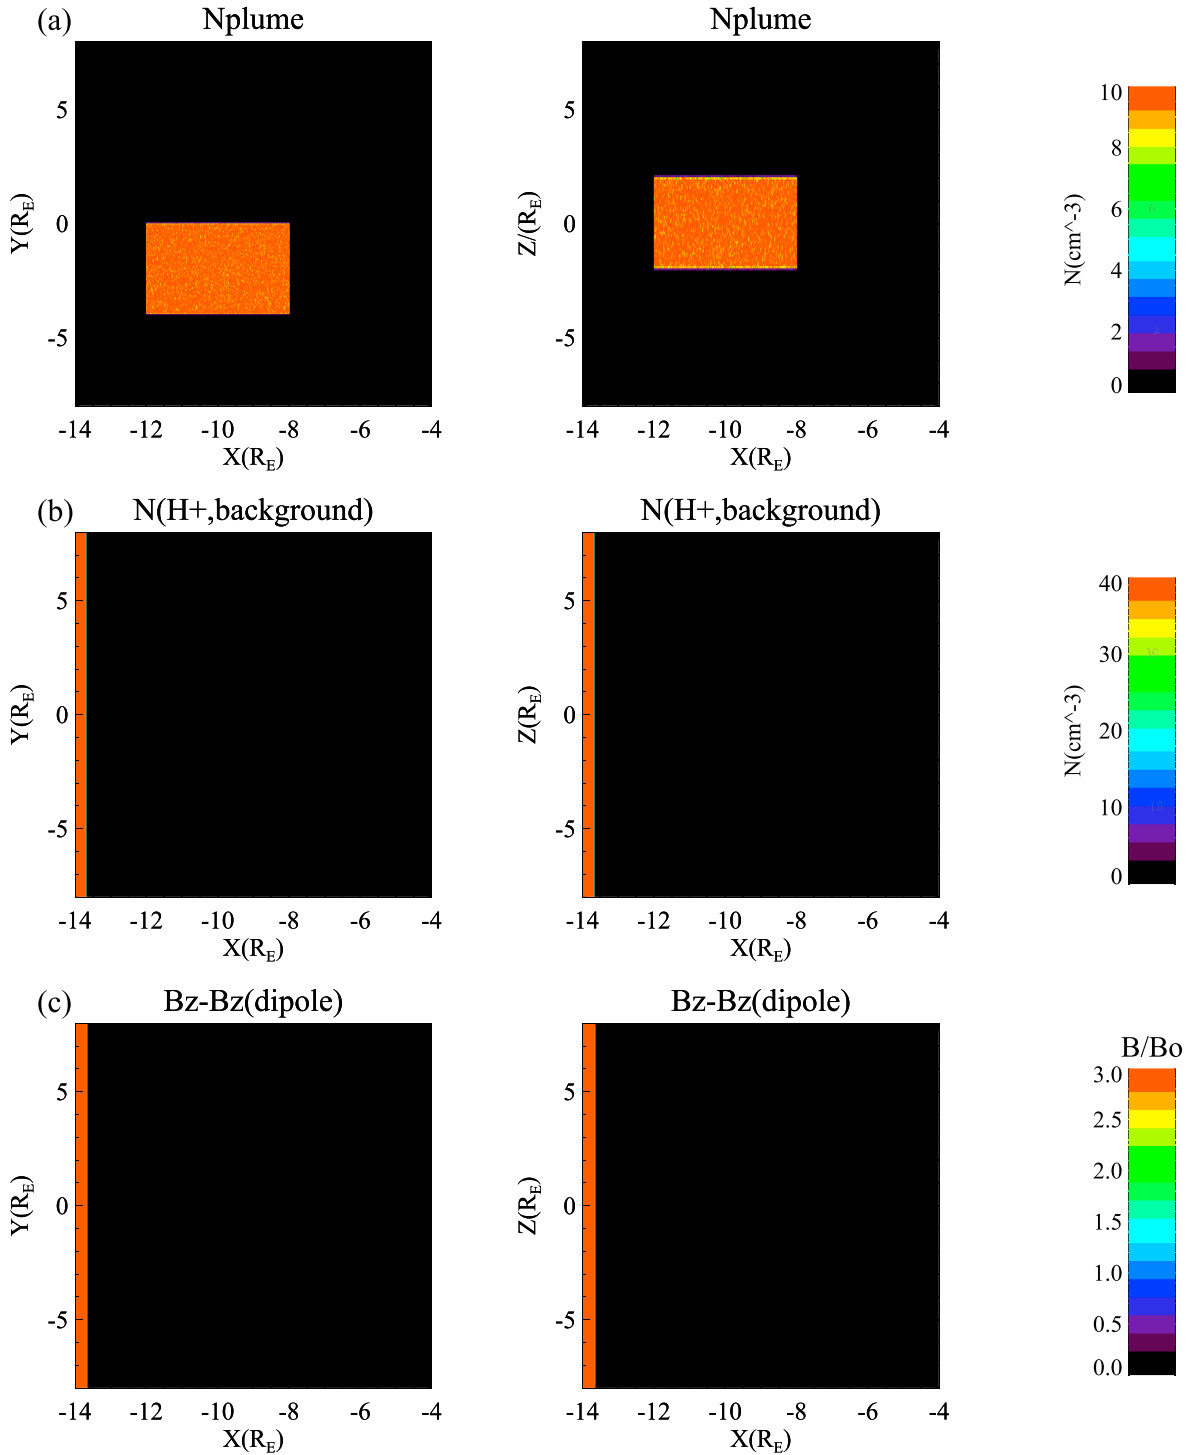 (a)
Nplume
Nplume
Y(R_E)
5
0
-5
-14 -12 -10 -8 -6 -4
X(R_E)
Z/(R_E)
5
0
-5
-14 -12 -10 -8 -6 -4
X(R_E)
N(cm^-3)
10
8
6
4
2
0
(b)
N(H+,background)
N(H+,background)
Y(R_E)
5
0
-5
-14 -12 -10 -8 -6 -4
X(R_E)
Z(R_E)
5
0
-5
-14 -12 -10 -8 -6 -4
X(R_E)
N(cm^-3)
40
30
20
10
0
(c)
Bz-Bz(dipole)
Bz-Bz(dipole)
Y(R_E)
5
0
-5
-14 -12 -10 -8 -6 -4
X(R_E)
Z(R_E)
5
0
-5
-14 -12 -10 -8 -6 -4
X(R_E)
B/Bo
3.0
2.5
2.0
1.5
1.0
0.5
0.0